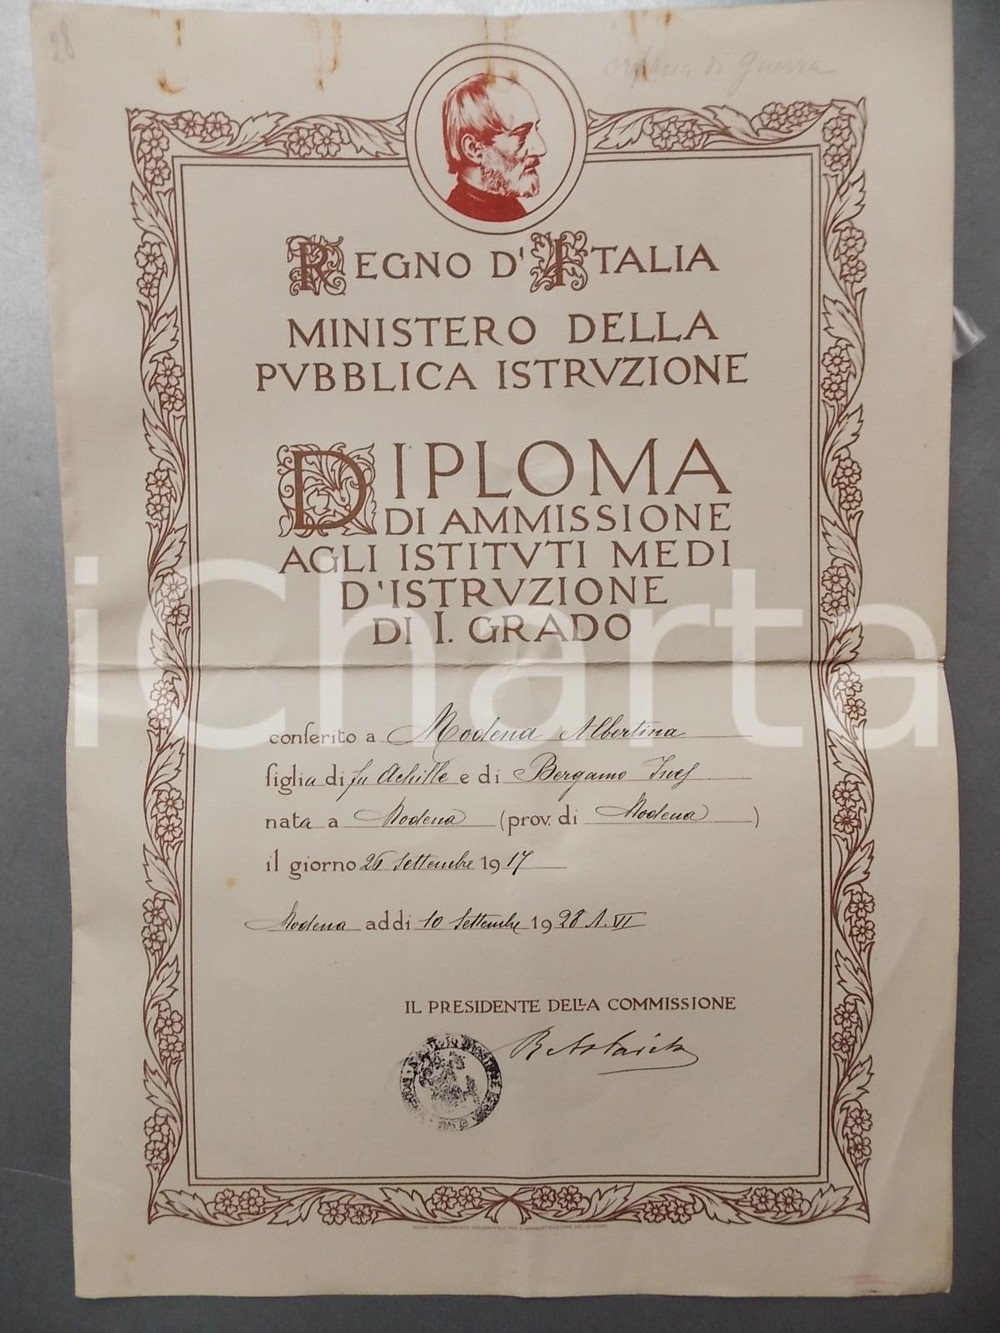 28
Orfana di Guerra
REGNO D'ITALIA
MINISTERO DELLA
PVBBLICA ISTRVZIONE
DIPLOMA
DI AMMISSIONE
AGLI ISTITVTI MEDI
D'ISTRVZIONE
DI I. GRADO
iCharta
conferito a Modena Albertina
figlia di fu Achille e di Bergamo Ines
nata a Modena (prov. di Modena)
il giorno 26 Settembre 1917
Modena addì 10 Settembre 1928 A. VI
IL PRESIDENTE DELLA COMMISSIONE